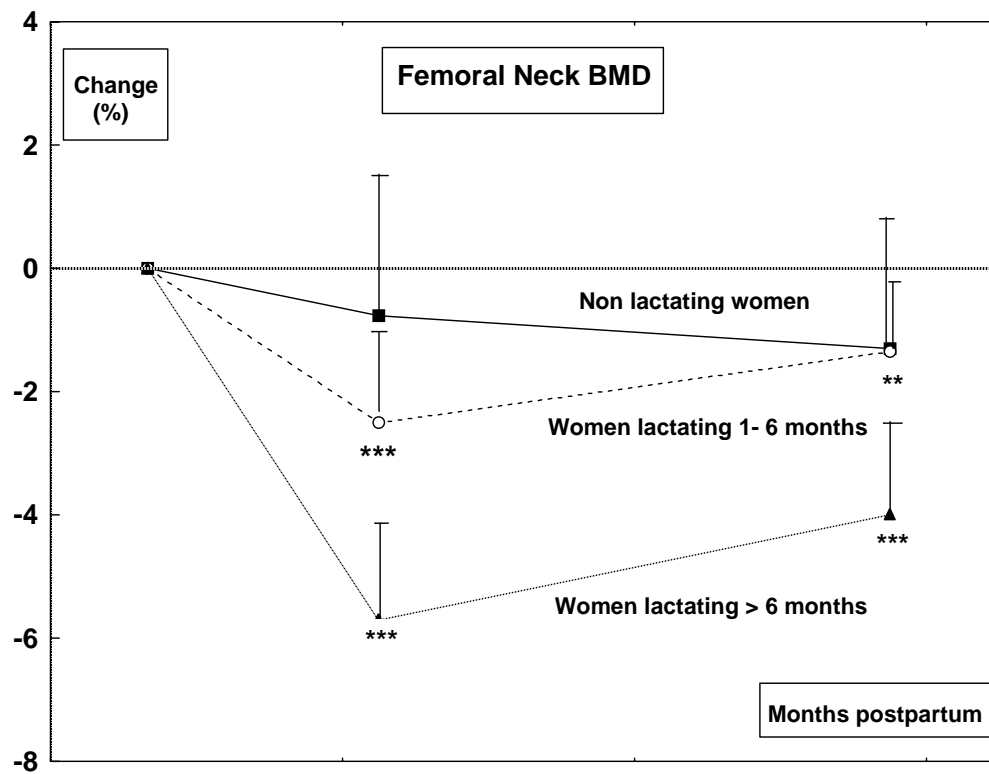 4
Change
(%)
Femoral Neck BMD
2
0
Non lactating women
-2
**
Women lactating 1- 6 months
***
-4
***
Women lactating > 6 months
***
-6
Months postpartum
-8